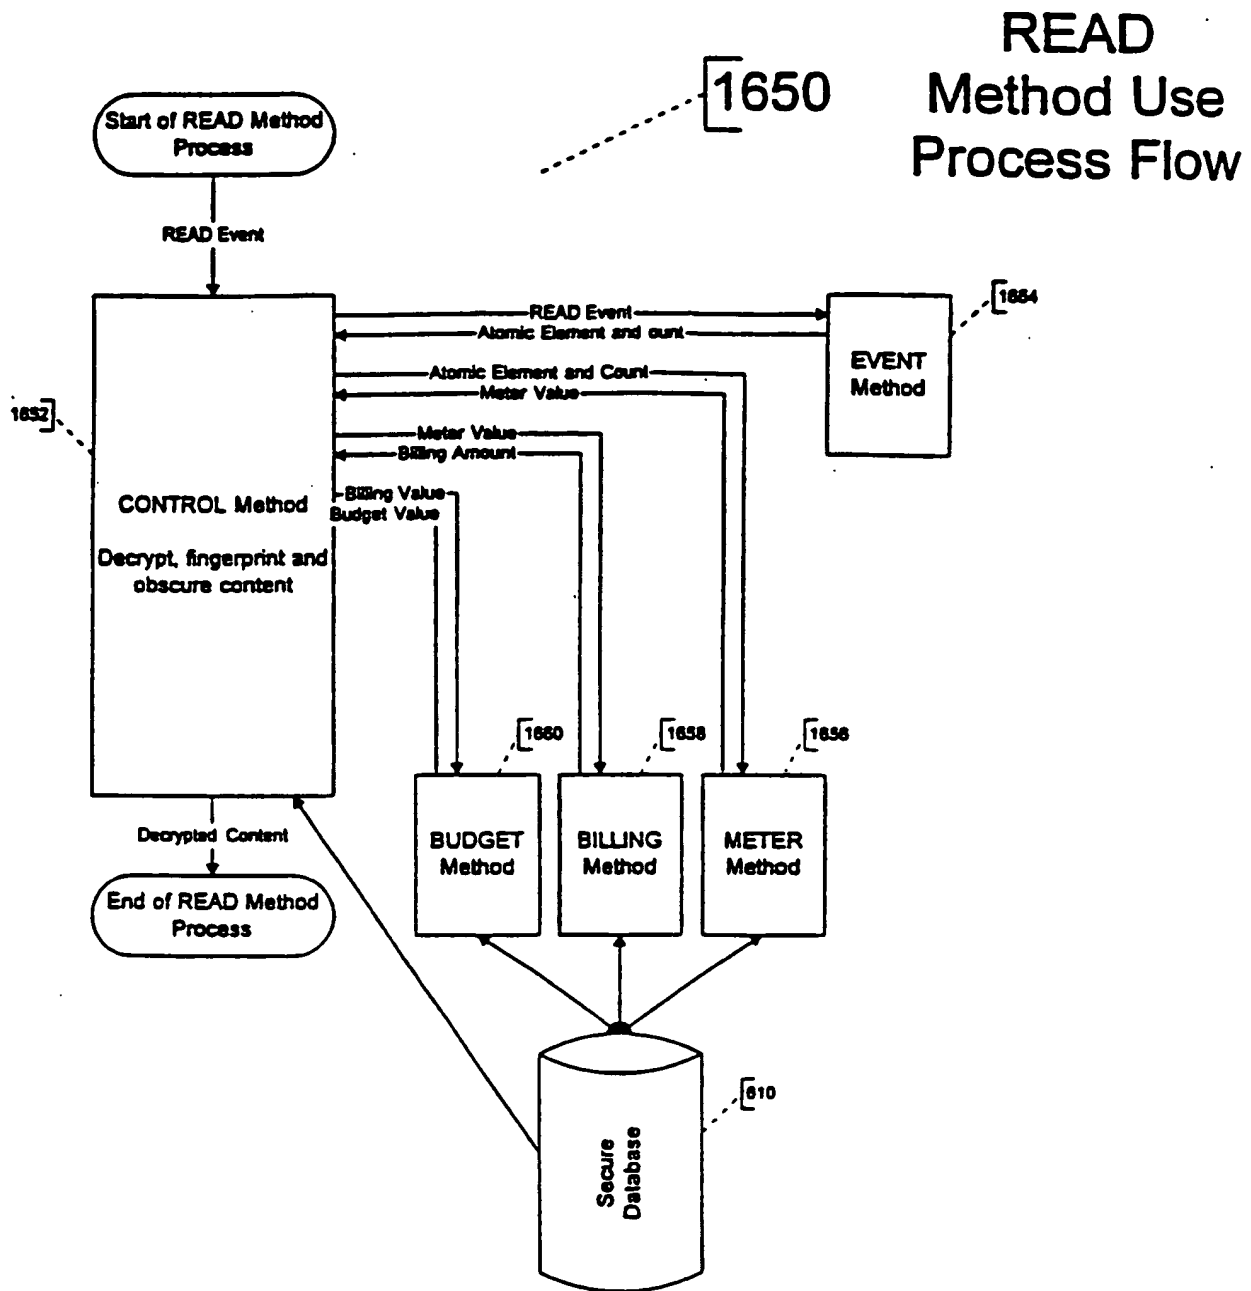 READ
Method Use
Process Flow
1650
Start of READ Method
Process
READ Event
READ Event
Atomic Element and ount
1654
EVENT
Method
Atomic Element and Count
Meter Value
1652
Meter Value
Billing Amount
Billing Value
Budget Value
CONTROL Method
Decrypt, fingerprint and
obscure content
1660
1658
1656
BUDGET
Method
BILLING
Method
METER
Method
Decrypted Content
End of READ Method
Process
610
Secure
Database